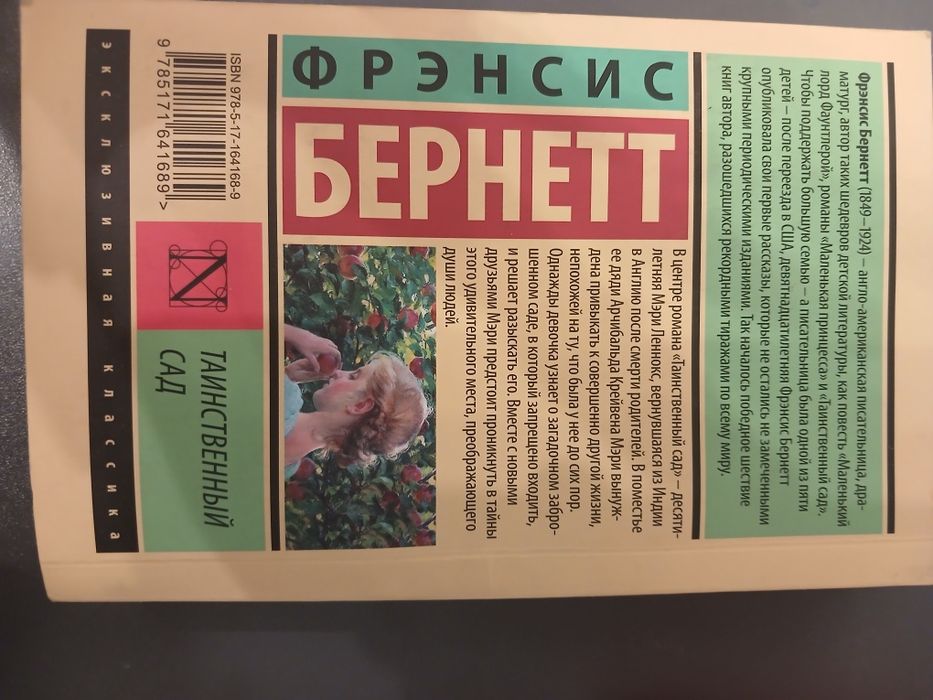 Фрэнсис Бернетт (1849—1924) — англо-американская писательница, дра-
матург, автор таких шедевров детской литературы, как повесть «Маленький
лорд Фаунтлерой», романы «Маленькая принцесса» и «Таинственный сад».
Чтобы поддержать большую семью — а писательница была одной из пяти
детей — после переезда в США, девятнадцатилетняя Фрэнсис Бернетт
опубликовала свои первые рассказы, которые не остались не замеченными
крупными периодическими изданиями. Так началось победное шествие
книг автора, разошедшихся рекордными тиражами по всему миру.
ФРЭНСИС
БЕРНЕТТ
В центре романа «Таинственный сад» — десяти-
летняя Мэри Леннокс, вернувшаяся из Индии
в Англию после смерти родителей. В поместье
ее дяди Арчибальда Крейвена Мэри вынуж-
дена привыкать к совершенно другой жизни,
непохожей на ту, что была у нее до сих пор.
Однажды девочка узнает о загадочном забро-
шенном саде, в который запрещено входить,
и решает разыскать его. Вместе с новыми
друзьями Мэри предстоит проникнуть в тайны
этого удивительного места, преображающего
души людей.
ISBN 978-5-17-164168-9
9 785171 641689 >
N
ТАИНСТВЕННЫЙ
САД
эксклюзивная классика